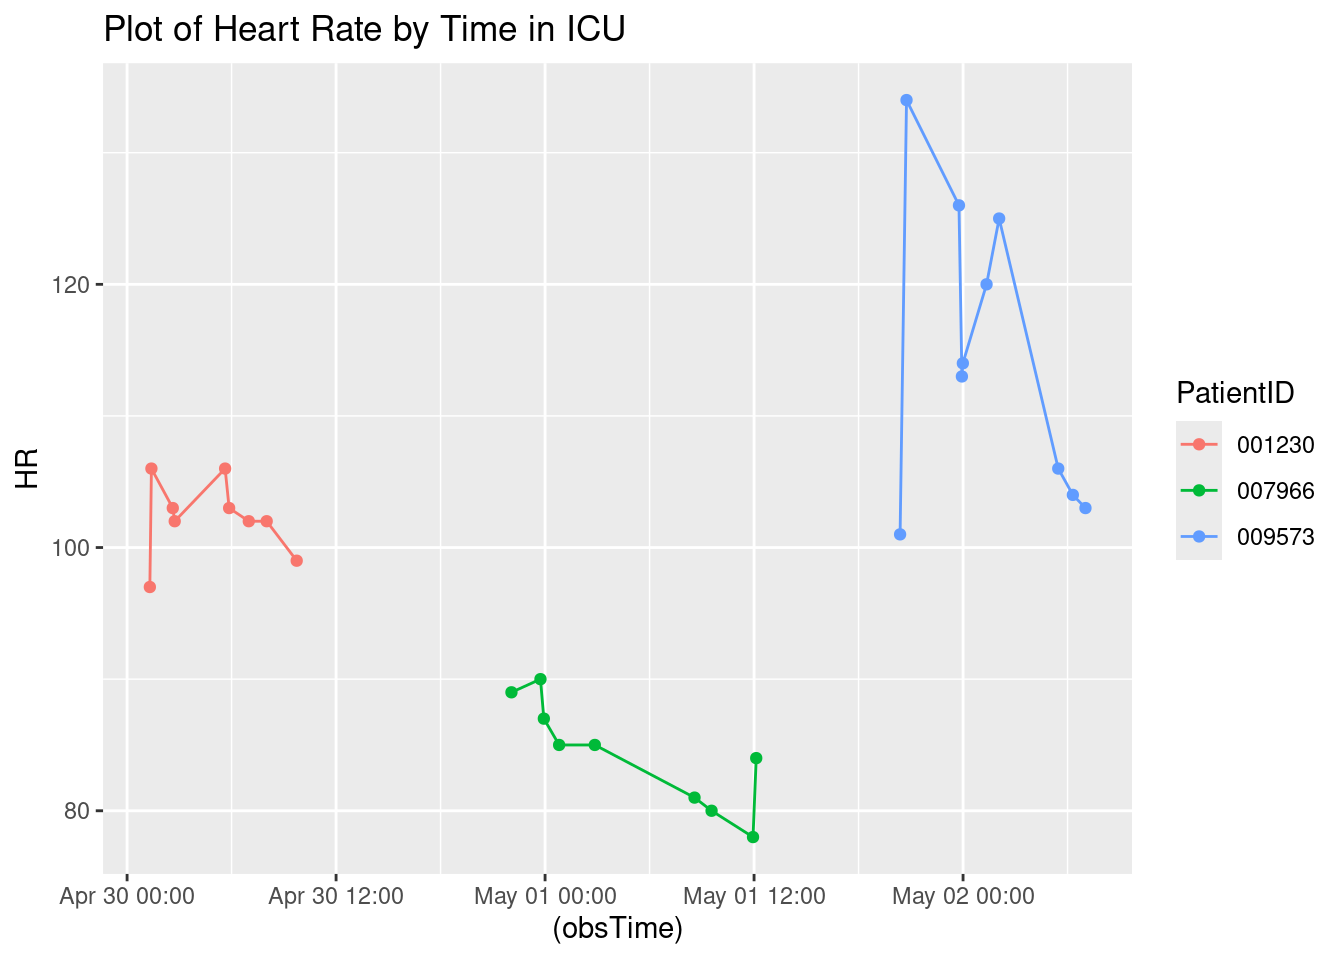 Plot of Heart Rate by Time in ICU
HR
120
100
80
Apr 30 00:00 Apr 30 12:00 May 01 00:00 May 01 12:00 May 02 00:00
(obsTime)
PatientID
001230
007966
009573